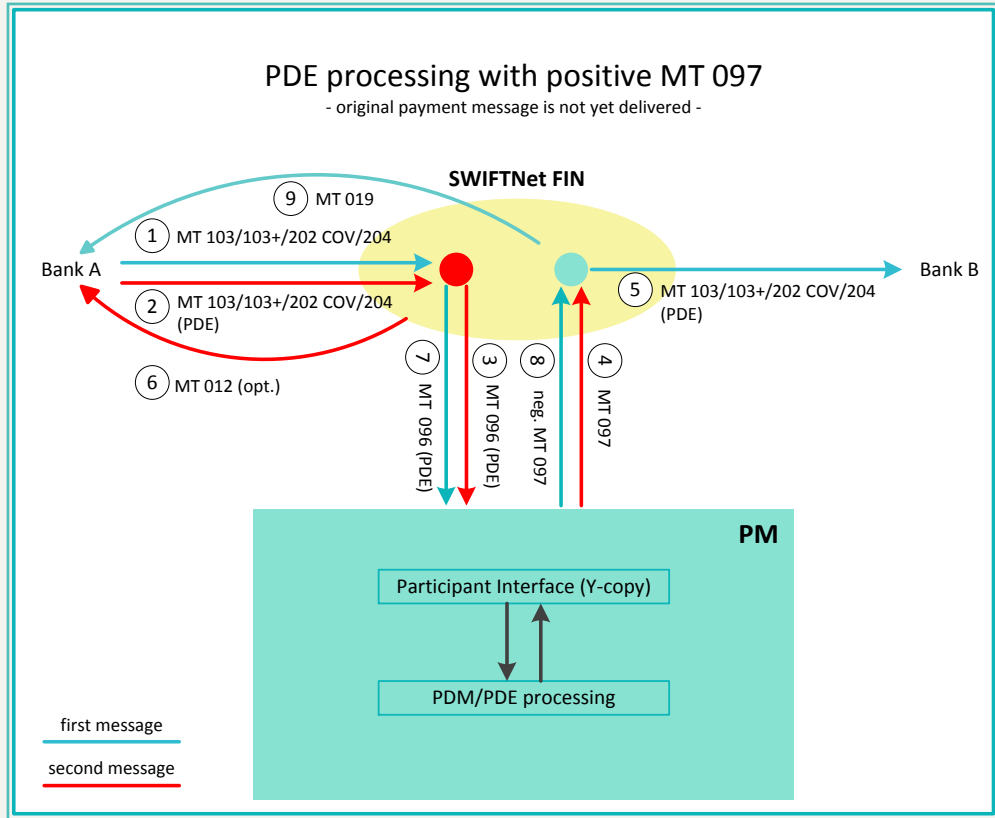 PDE processing with positive MT 097
- original payment message is not yet delivered -
SWIFTNet FIN
9 MT 019
1 MT 103/103+/202 COV/204
Bank A
Bank B
2 MT 103/103+/202 COV/204
(PDE)
5 MT 103/103+/202 COV/204
(PDE)
6 MT 012 (opt.)
7 MT 096 (PDE)
3 MT 096 (PDE)
8 neg. MT 097
4 MT 097
PM
Participant Interface (Y-copy)
PDM/PDE processing
first message
second message